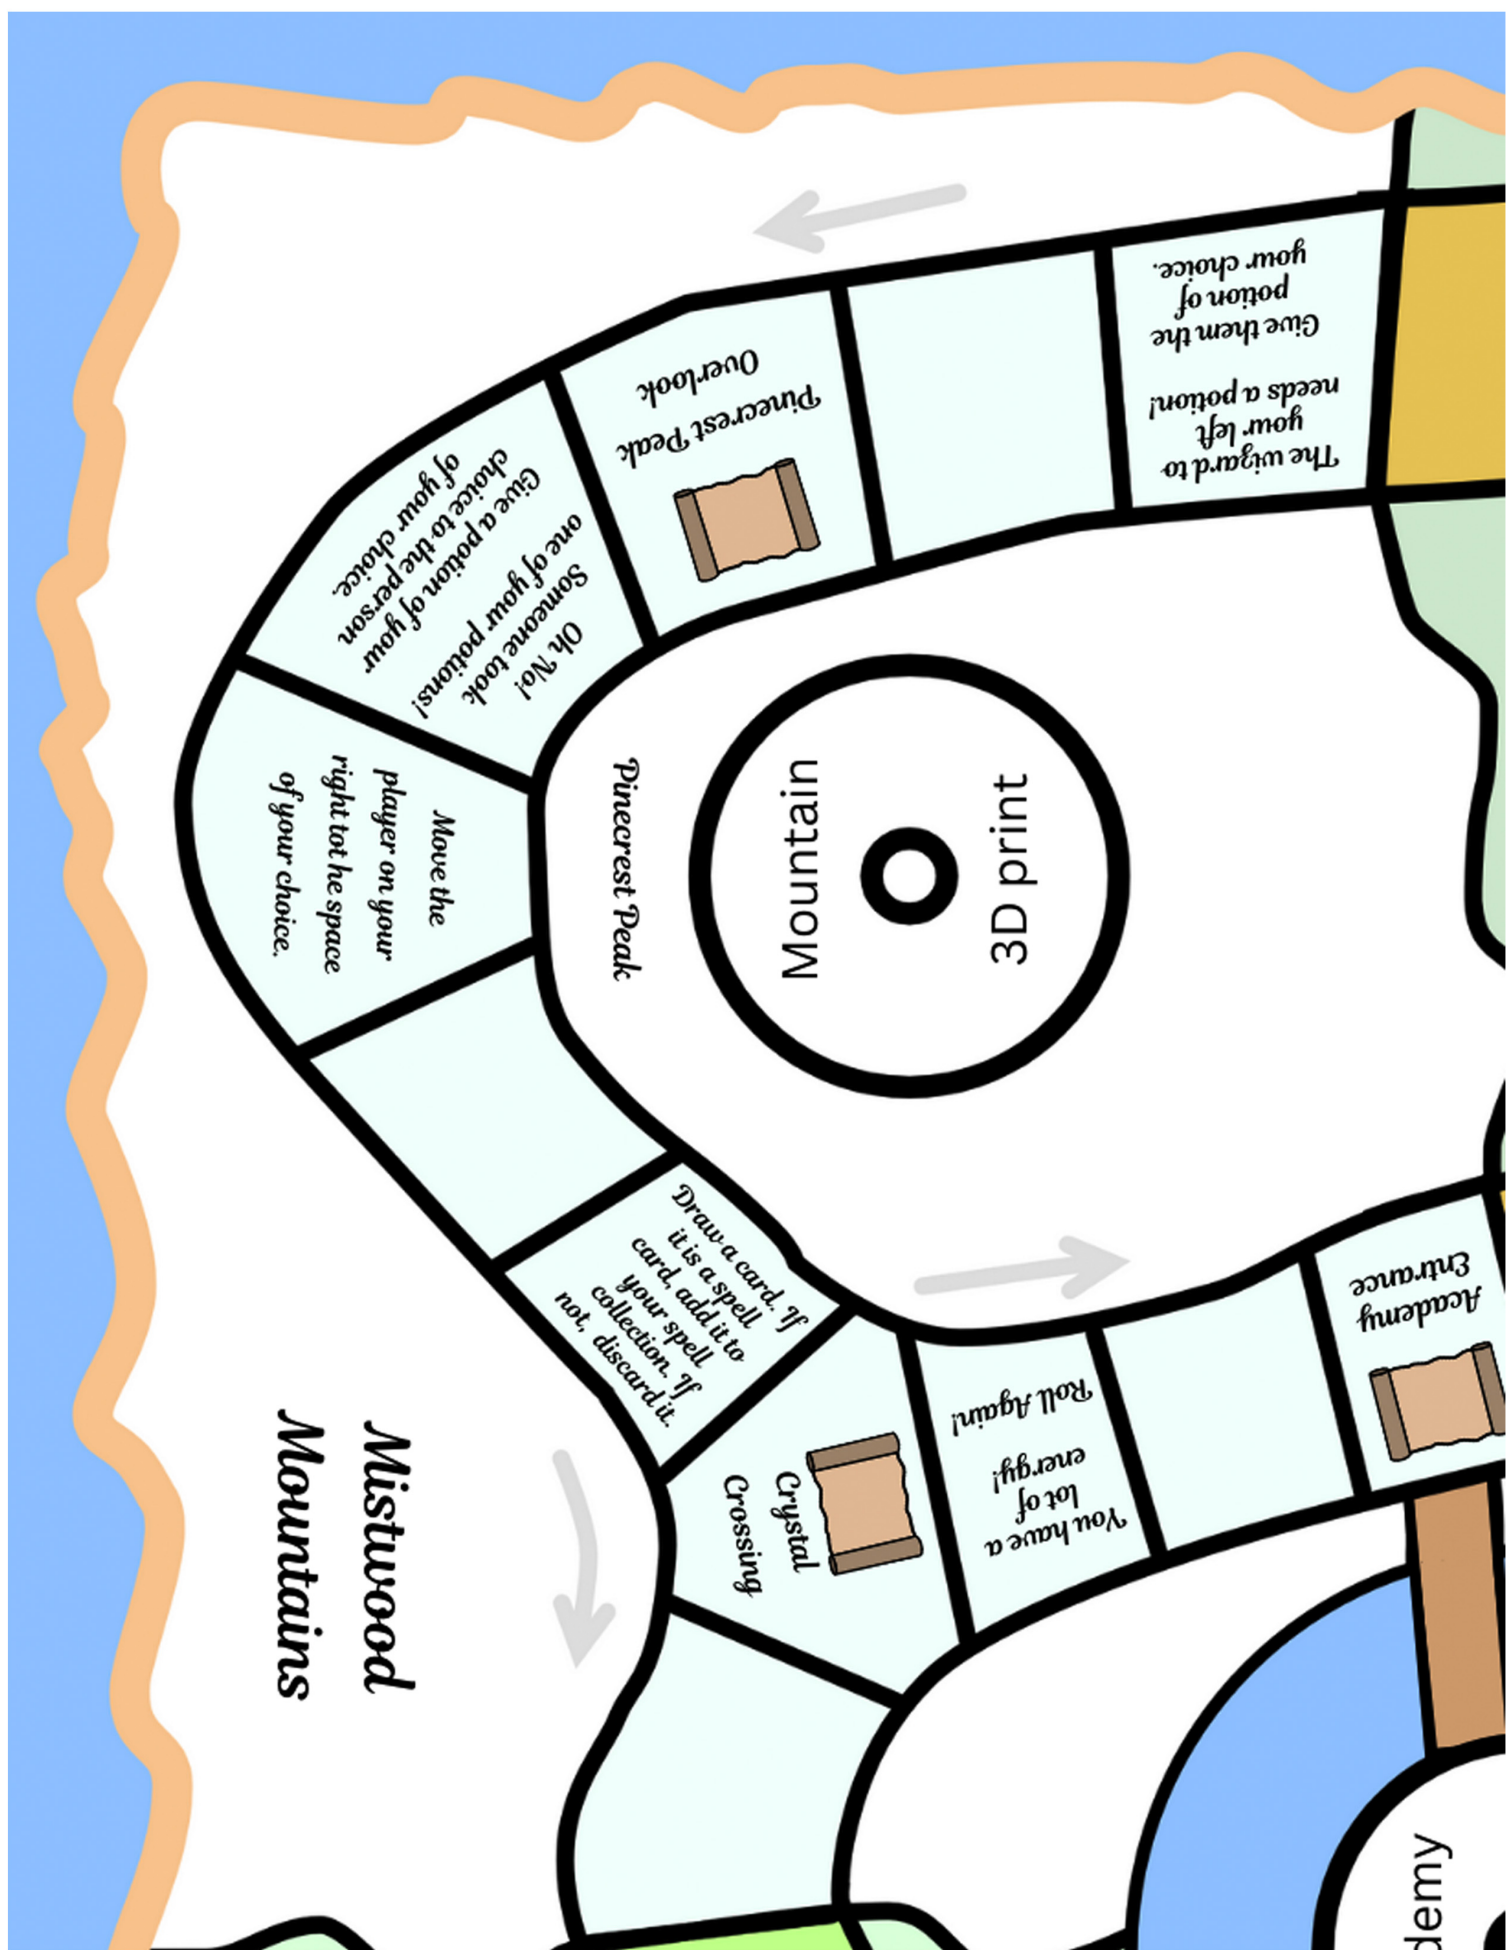 The wizard to
your left
needs a potion!
Give them the
potion of
your choice.
Pinecrest Peak
Overlook
Oh No!
Someone took
one of your potions!
Give a potion of your
choice to the person
of your choice.
Move the
player on your
right tot he space
of your choice.
Pinecrest Peak
Mountain
3D print
Draw a card. If
it is a spell
card, add it to
your spell
collection. If
not, discard it.
Crystal
Crossing
You have a
lot of
energy!
Roll Again!
Academy
Entrance
Mistwood
Mountains
demy